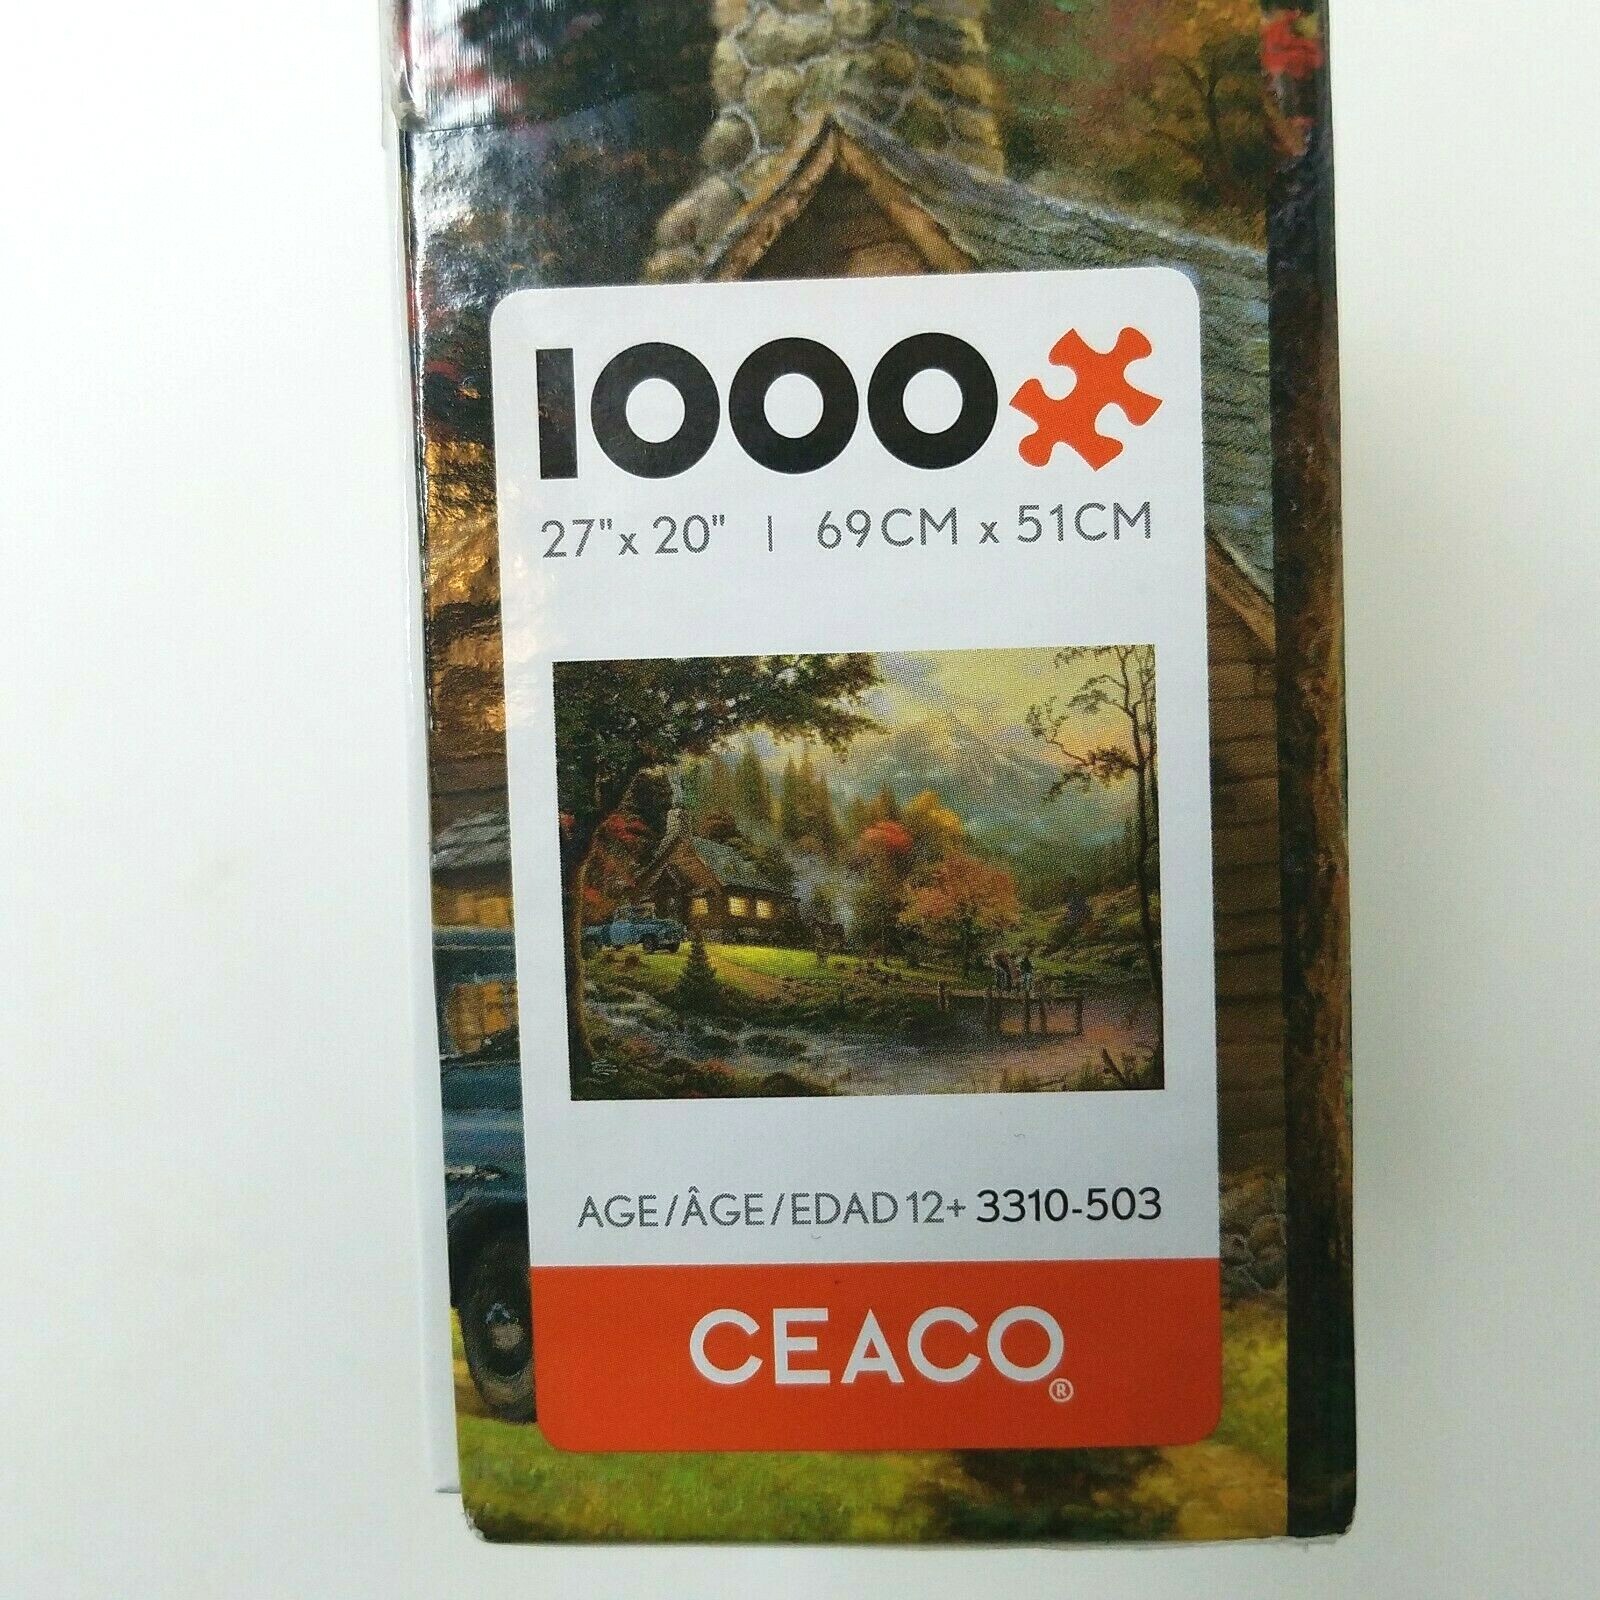 1000
27"x 20" | 69CM x 51CM
AGE/ÂGE/EDAD 12+ 3310-503
CEACO®